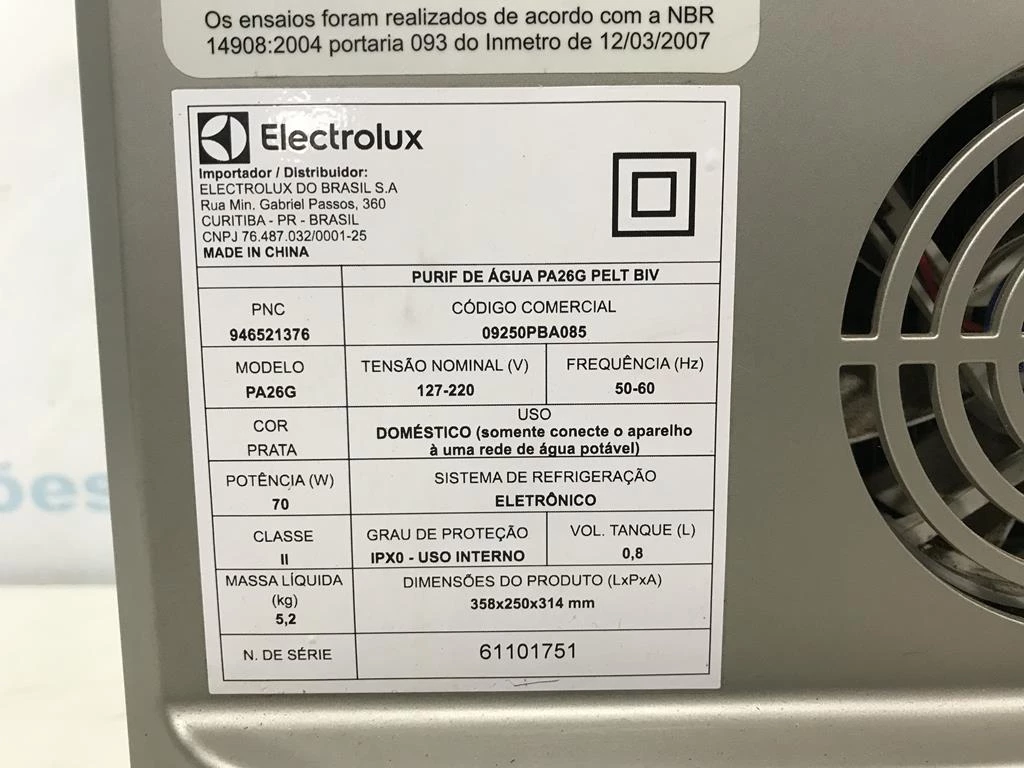 Os ensaios foram realizados de acordo com a NBR
14908:2004 portaria 093 do Inmetro de 12/03/2007
Electrolux
Importador / Distribuidor:
ELECTROLUX DO BRASIL S.A
Rua Min. Gabriel Passos, 360
CURITIBA - PR - BRASIL
CNPJ 76.487.032/0001-25
MADE IN CHINA
PURIF DE ÁGUA PA26G PELT BIV
PNC
946521376
CÓDIGO COMERCIAL
09250PBA085
MODELO
PA26G
TENSÃO NOMINAL (V)
127-220
FREQUÊNCIA (Hz)
50-60
COR
PRATA
USO
DOMÉSTICO (somente conecte o aparelho
à uma rede de água potável)
POTÊNCIA (W)
70
SISTEMA DE REFRIGERAÇÃO
ELETRÔNICO
CLASSE
II
GRAU DE PROTEÇÃO
IPX0 - USO INTERNO
VOL. TANQUE (L)
0,8
MASSA LÍQUIDA
(kg)
5,2
DIMENSÕES DO PRODUTO (LxPxA)
358x250x314 mm
N. DE SÉRIE
61101751
ões